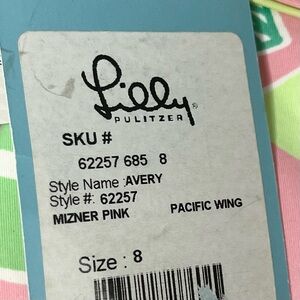 Lilly®
PULITZER
SKU #
62257 685 8
Style Name :AVERY
Style #: 62257
MIZNER PINK PACIFIC WING
Size : 8